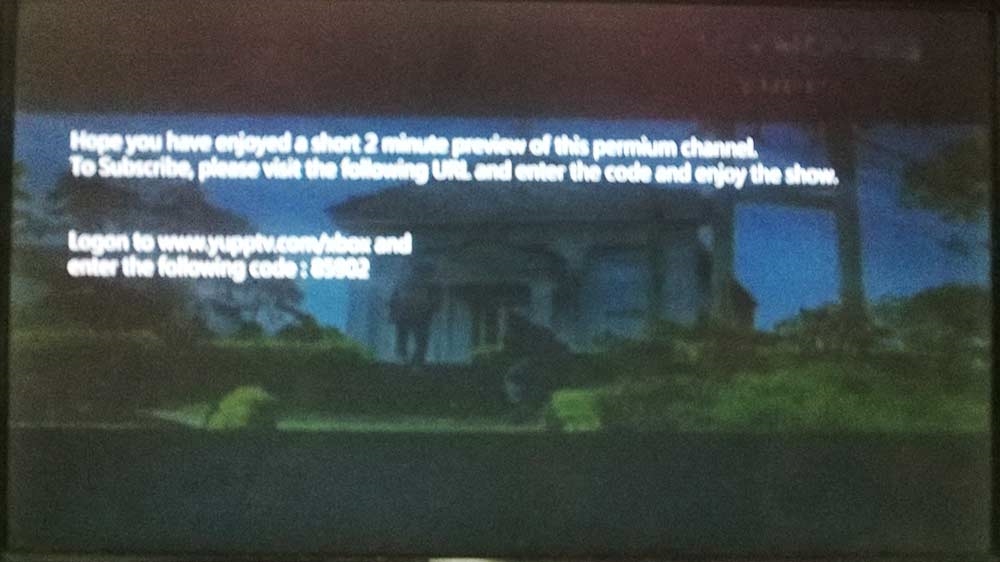 Hope you have enjoyed a short 2 minute preview of this permium channel.
To Subscribe, please visit the following URL and enter the code and enjoy the show.
Logon to www.yupptv.com/xbox and
enter the following code : 85902